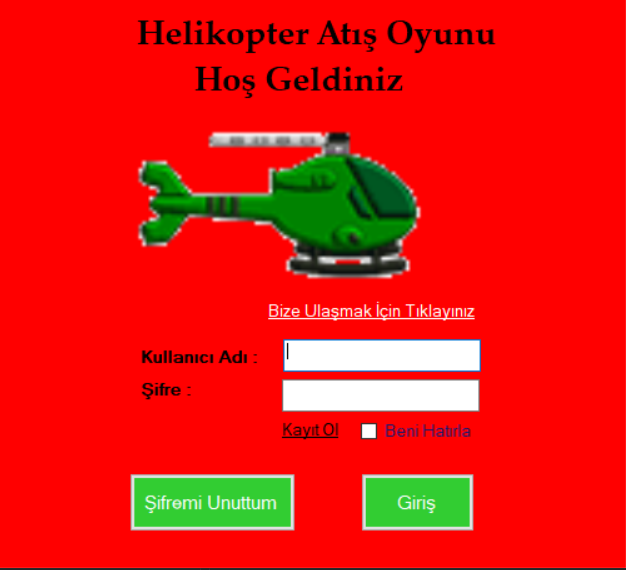 Helikopter Atış Oyunu
Hoş Geldiniz
Bize Ulaşmak İçin Tıklayınız
Kullanıcı Adı :
Şifre :
Kayıt Ol
Beni Hatırla
Şifremi Unuttum
Giriş